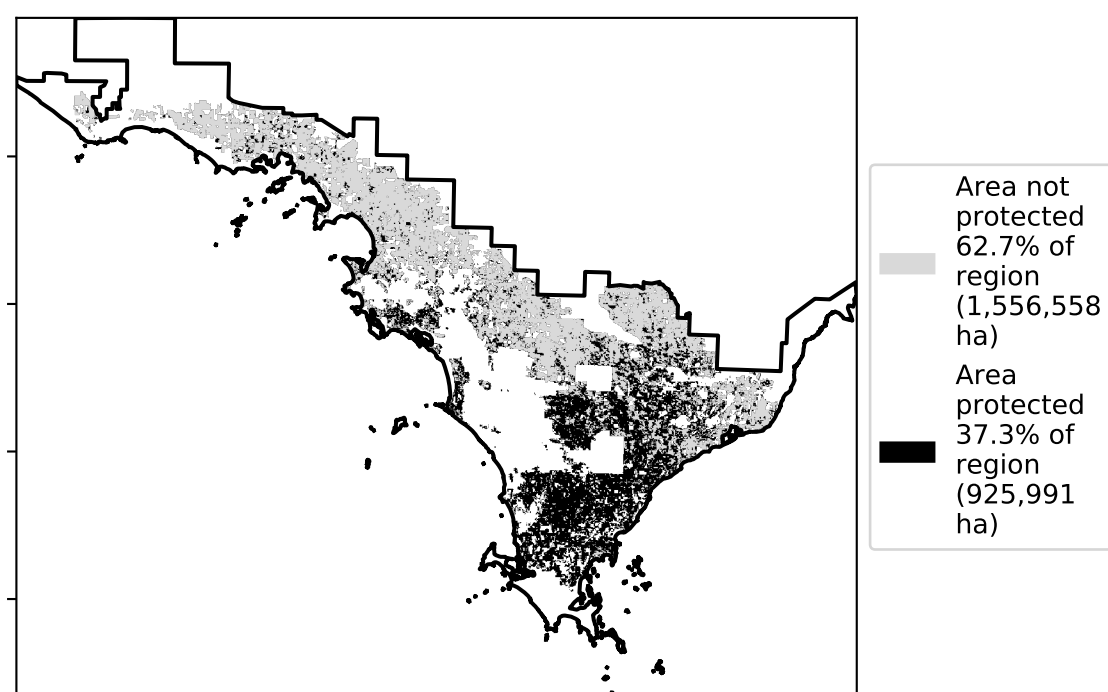 Area not
protected
62.7% of
region
(1,556,558
ha)
Area
protected
37.3% of
region
(925,991
ha)